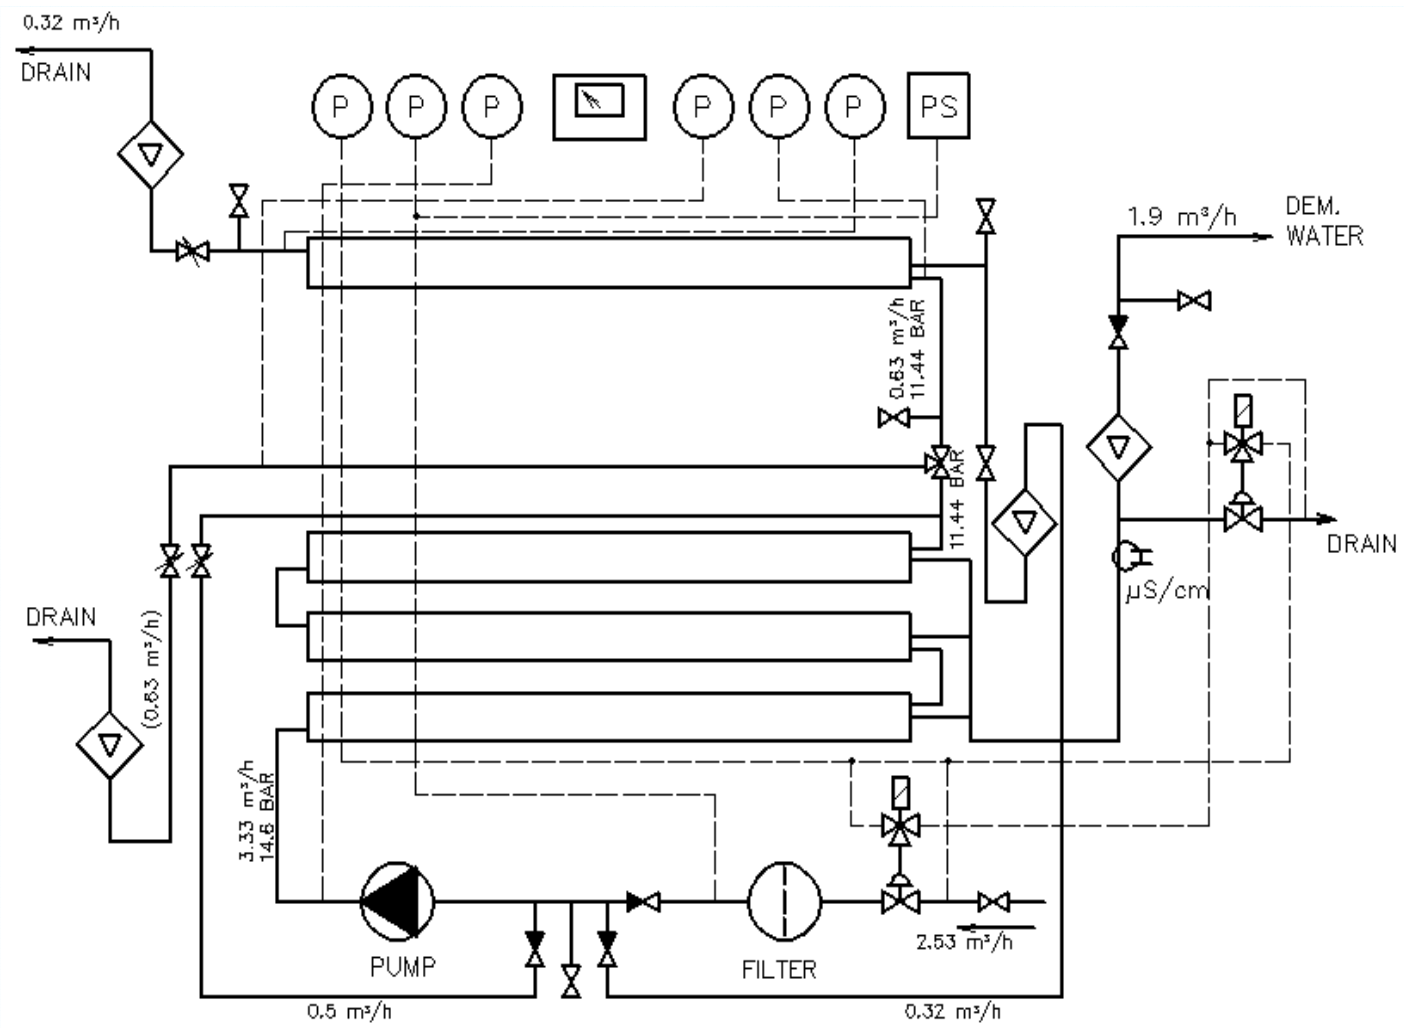 0.32 m³/h
DRAIN
P
P
P
P
P
P
PS
1.9 m³/h
DEM.
WATER
0.63 m³/h
11.44 BAR
11.44 BAR
DRAIN
µS/cm
DRAIN
(0.63 m³/h)
3.33 m³/h
14.6 BAR
PUMP
FILTER
2.53 m³/h
0.5 m³/h
0.32 m³/h